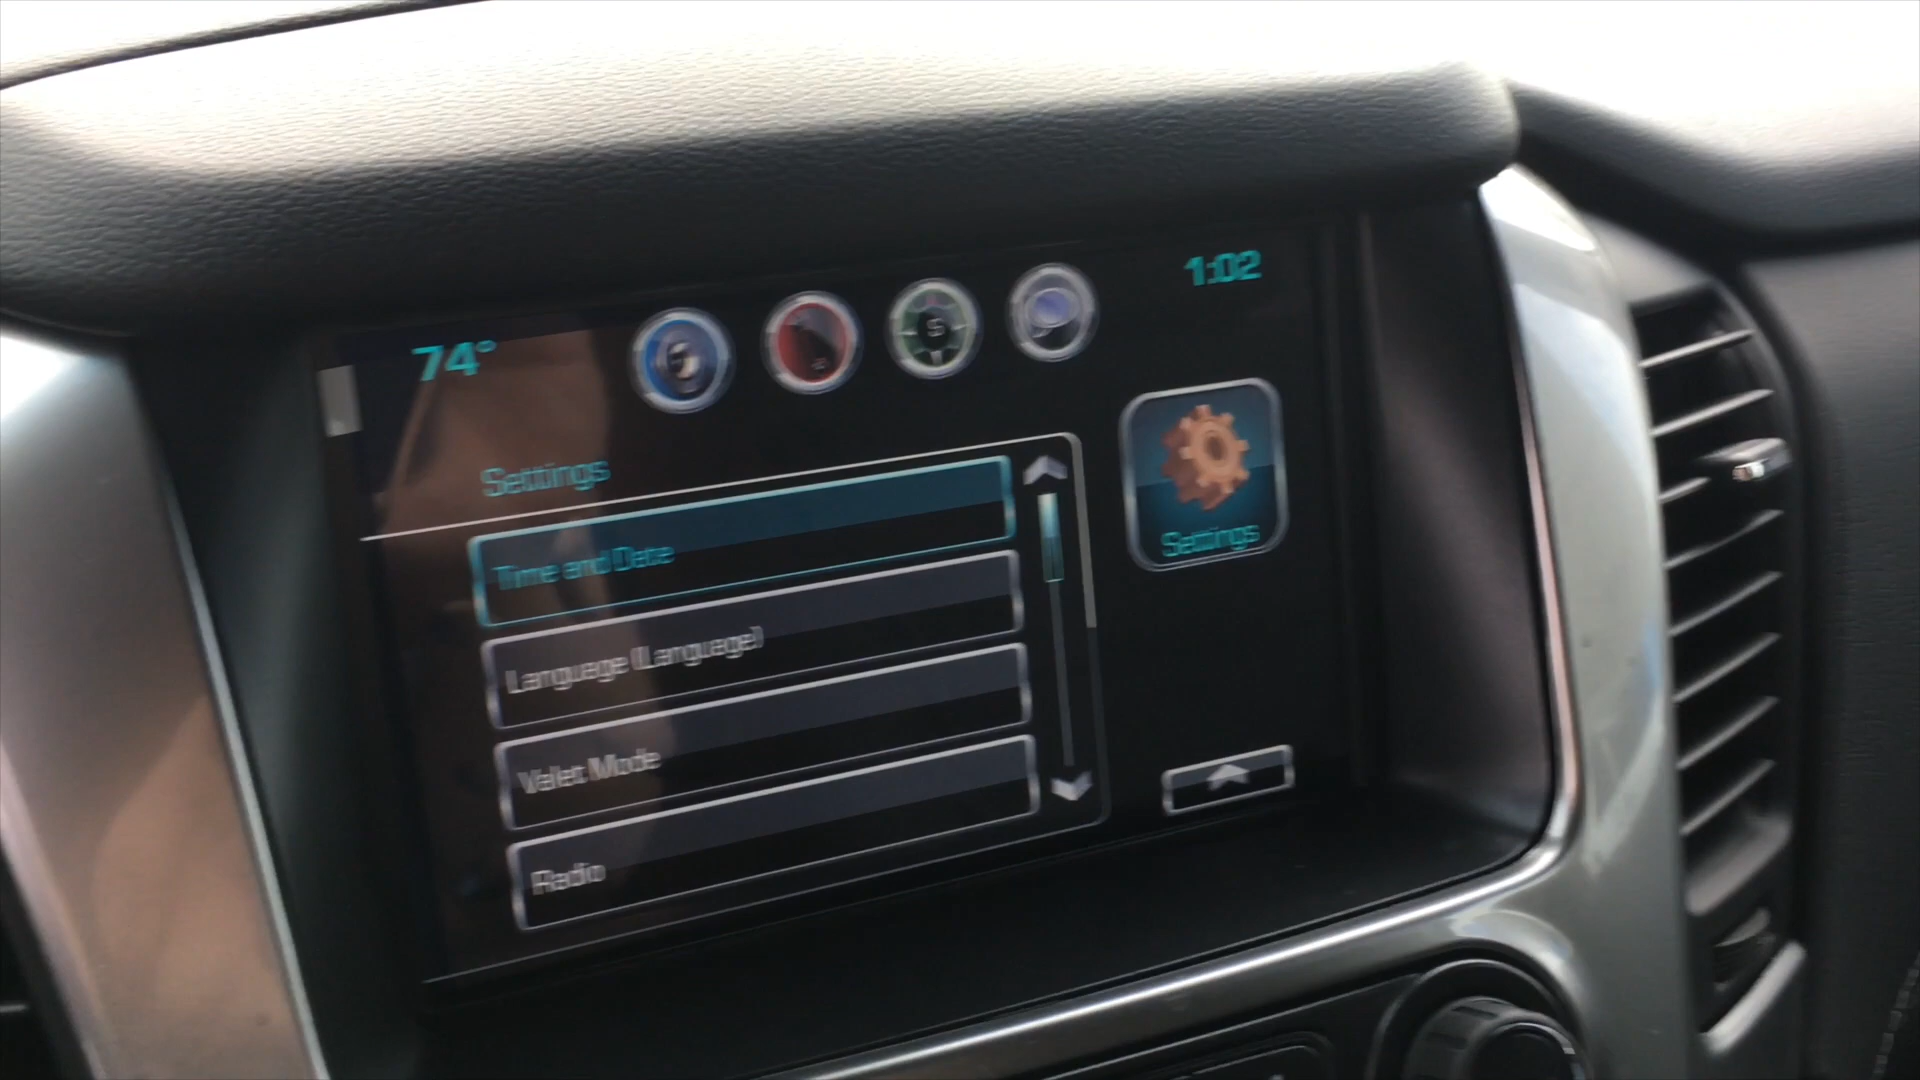 74°
S
1:02
Settings
Time and Date
Language (Language)
Valet Mode
Radio
Settings